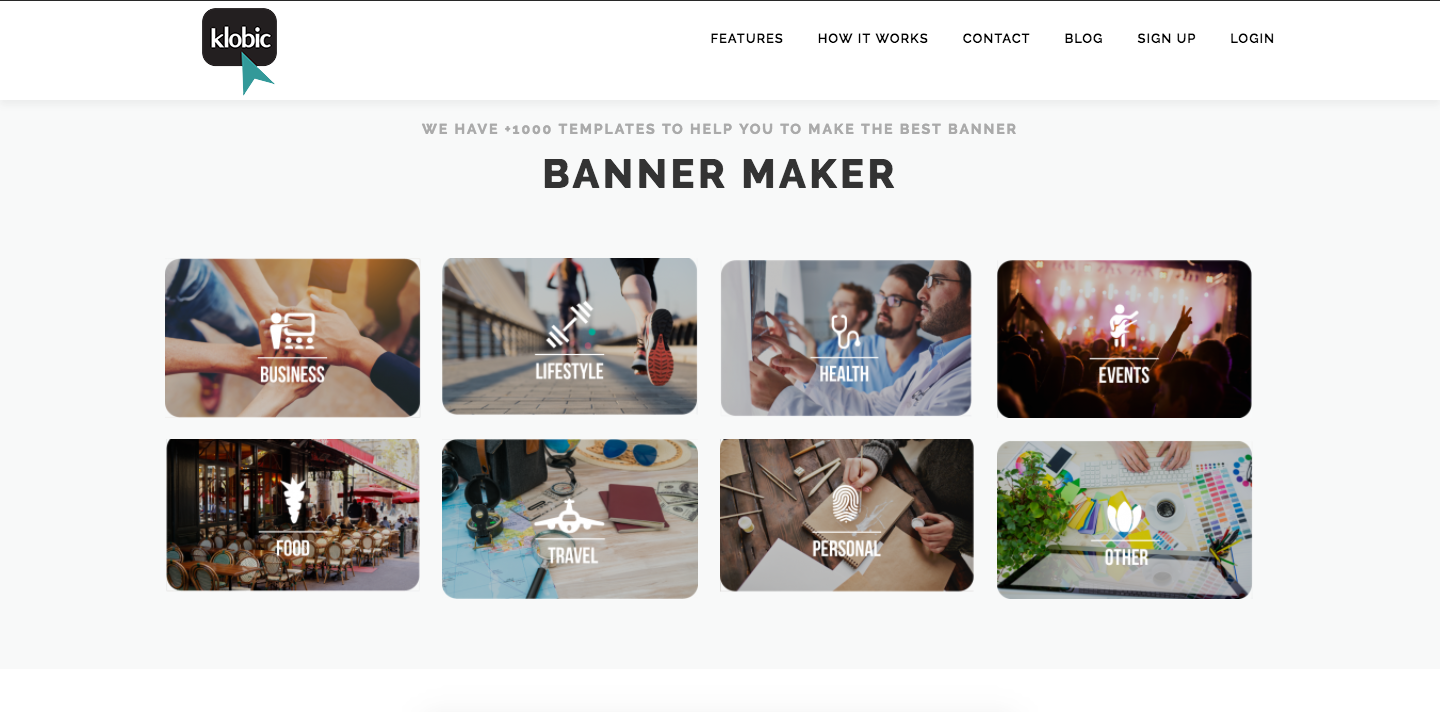 klobic
FEATURES HOW IT WORKS CONTACT BLOG SIGN UP LOGIN
WE HAVE +1000 TEMPLATES TO HELP YOU TO MAKE THE BEST BANNER
BANNER MAKER
BUSINESS
LIFESTYLE
HEALTH
EVENTS
FOOD
TRAVEL
PERSONAL
OTHER